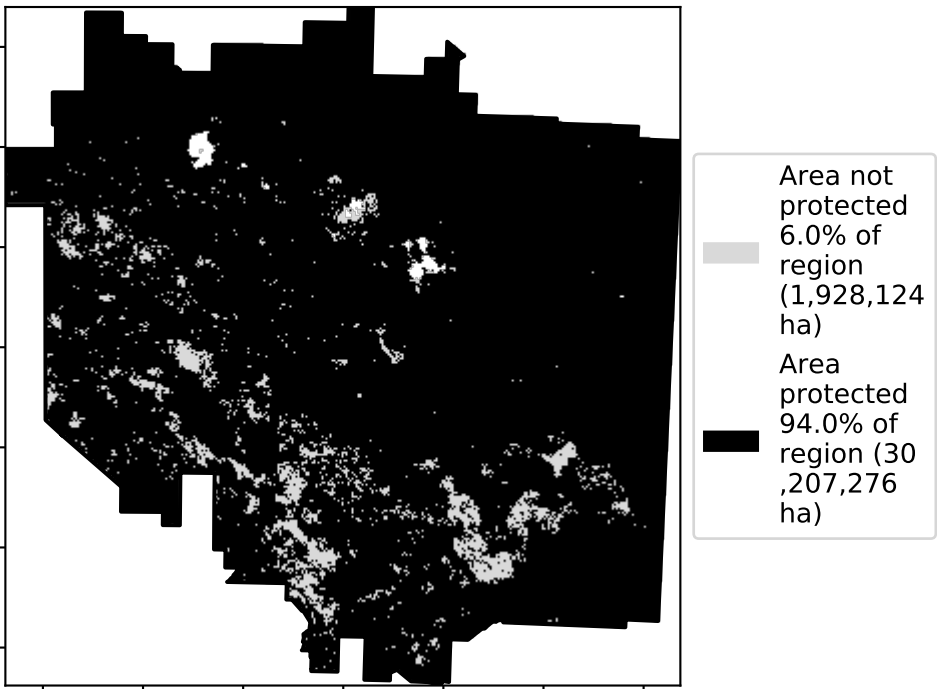 Area not
protected
6.0% of
region
(1,928,124
ha)
Area
protected
94.0% of
region (30
,207,276
ha)